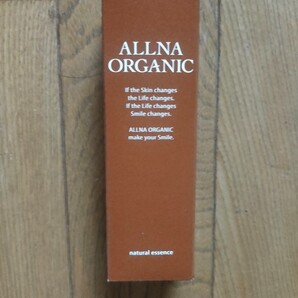 ALLNA
ORGANIC
If the Skin changes
the Life changes.
If the Life changes
Smile changes.
ALLNA ORGANIC
make your Smile.
natural essence